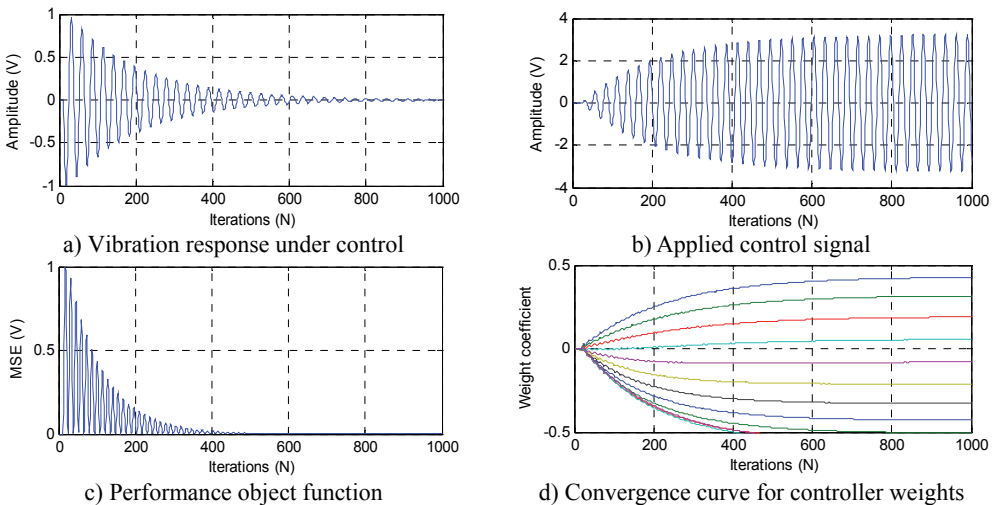 1
0.5
0
-0.5
1
Amplitude (V)
0 200 400 600 800 1000
Iterations (N)
a) Vibration response under control
4
2
0
-2
-4
Amplitude (V)
0 200 400 600 800 1000
Iterations (N)
b) Applied control signal
1
0.5
0
MSE (V)
0 200 400 600 800 1000
Iterations (N)
c) Performance object function
0.5
0
-0.5
Weight coefficient
0 200 400 600 800 1000
Iterations (N)
d) Convergence curve for controller weights